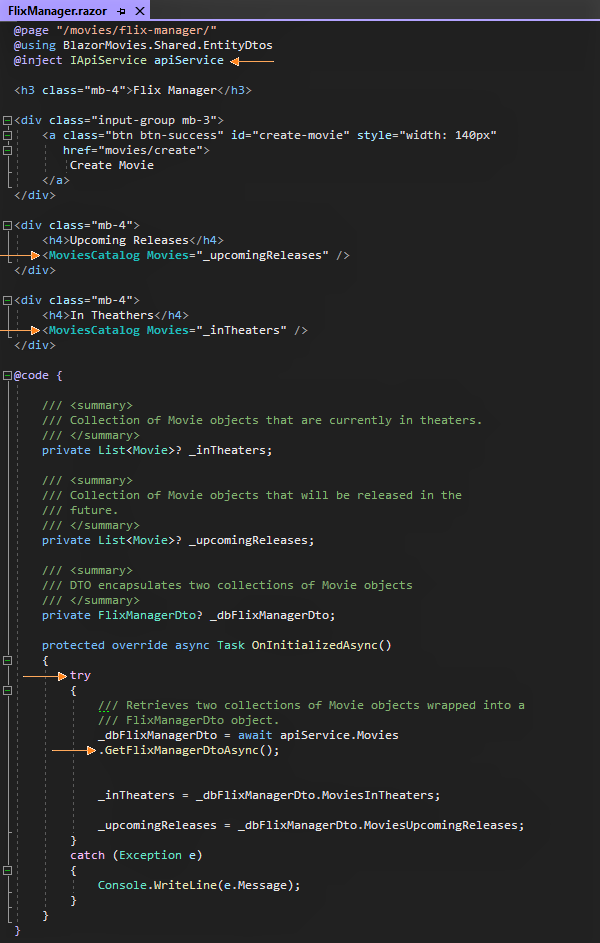 FlixManager.razor
@page "/movies/flix-manager/"
@using BlazorMovies.Shared.EntityDtos
@inject IApiService apiService
<h3 class="mb-4">Flix Manager</h3>
<div class="input-group mb-3">
<a class="btn btn-success" id="create-movie" style="width: 140px"
href="movies/create">
Create Movie
</a>
</div>
<div class="mb-4">
<h4>Upcoming Releases</h4>
<MoviesCatalog Movies="_upcomingReleases" />
</div>
<div class="mb-4">
<h4>In Theathers</h4>
<MoviesCatalog Movies="_inTheaters" />
</div>
@code {
/// <summary>
/// Collection of Movie objects that are currently in theaters.
/// </summary>
private List<Movie>? _inTheaters;
/// <summary>
/// Collection of Movie objects that will be released in the
/// future.
/// </summary>
private List<Movie>? _upcomingReleases;
/// <summary>
/// DTO encapsulates two collections of Movie objects
/// </summary>
private FlixManagerDto? _dbFlixManagerDto;
protected override async Task OnInitializedAsync()
{
try
{
/// Retrieves two collections of Movie objects wrapped into a
/// FlixManagerDto object.
_dbFlixManagerDto = await apiService.Movies
.GetFlixManagerDtoAsync();
_inTheaters = _dbFlixManagerDto.MoviesInTheaters;
_upcomingReleases = _dbFlixManagerDto.MoviesUpcomingReleases;
}
catch (Exception e)
{
Console.WriteLine(e.Message);
}
}
}